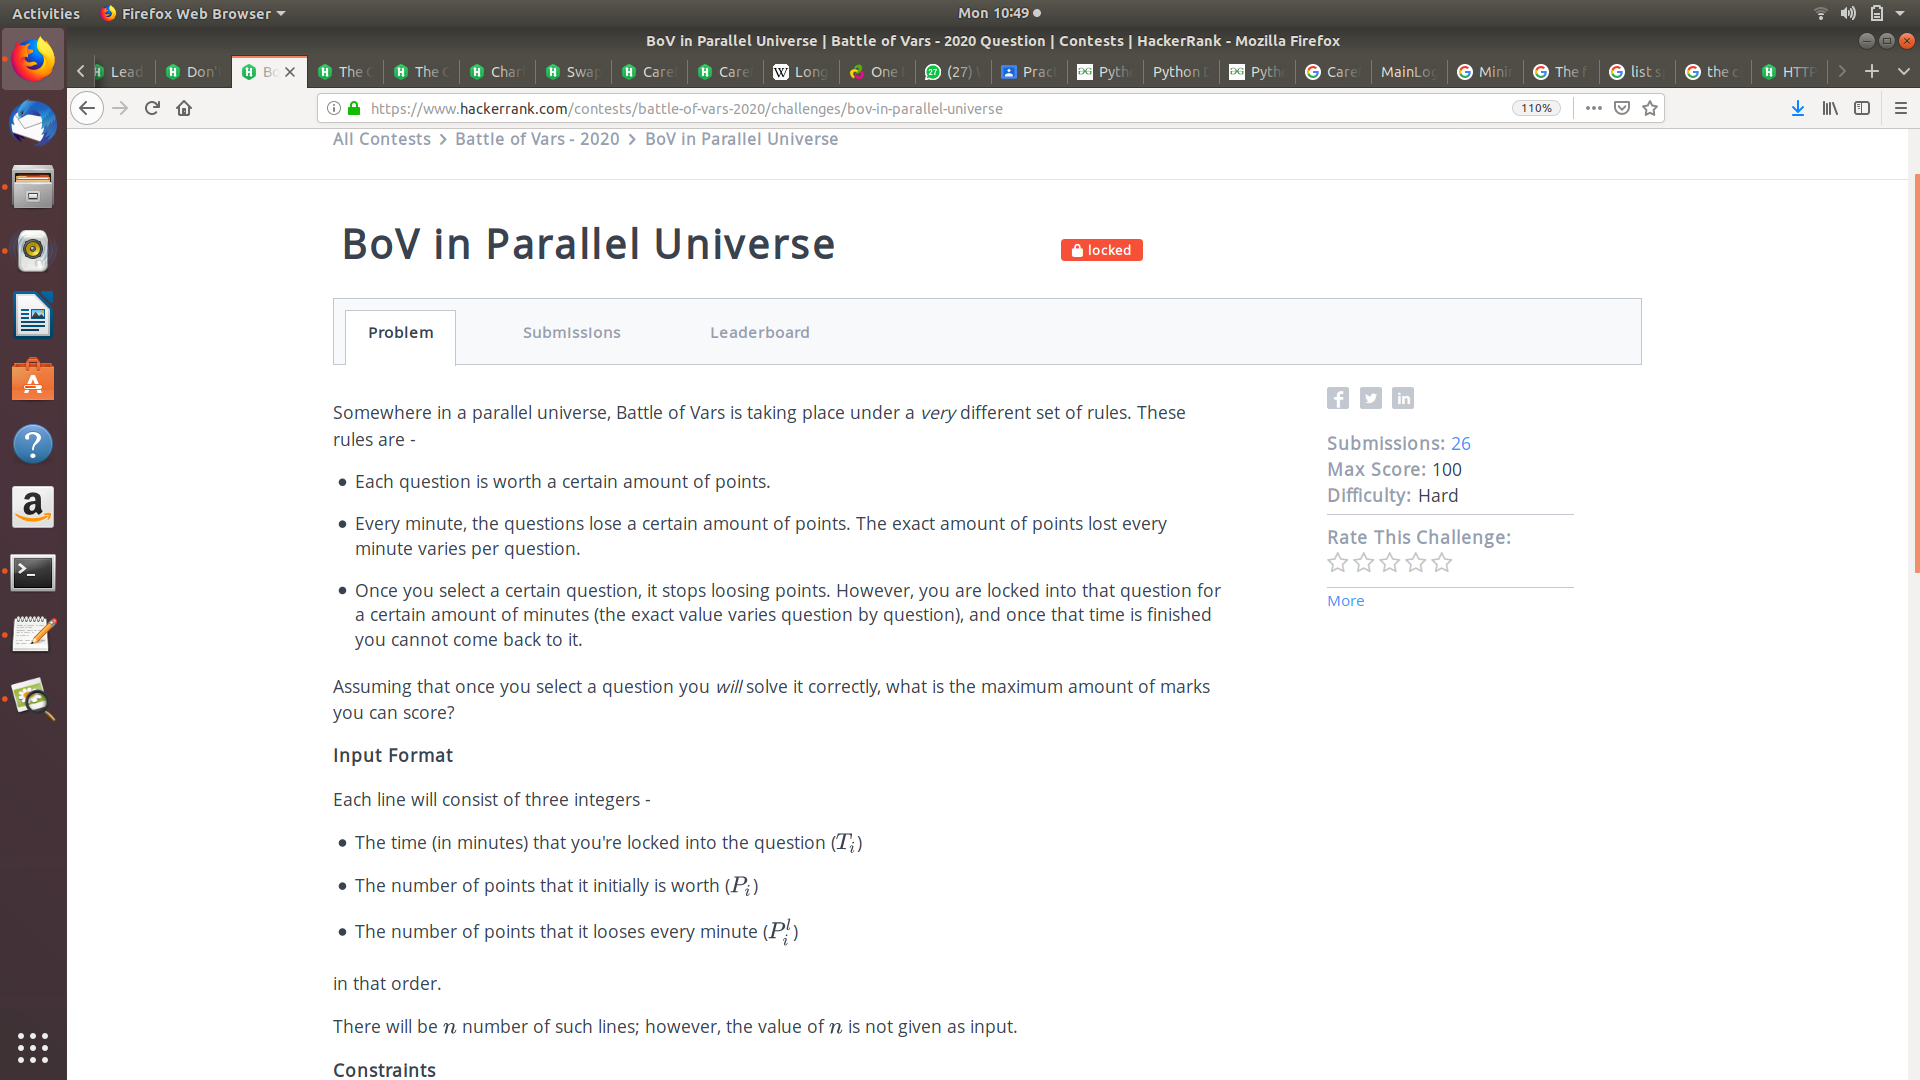 Activities Firefox Web Browser Mon 10:49
BoV in Parallel Universe | Battle of Vars - 2020 Question | Contests | HackerRank - Mozilla Firefox
Lead Don' Bo The C The C Char Swap Care Care Long One (27) Prac Pyth Python D Pyth Care MainLog Mini The f list s the c HTTP
https://www.hackerrank.com/contests/battle-of-vars-2020/challenges/bov-in-parallel-universe 110%
All Contests > Battle of Vars - 2020 > BoV in Parallel Universe
BoV in Parallel Universe locked
Problem Submissions Leaderboard
Somewhere in a parallel universe, Battle of Vars is taking place under a very different set of rules. These
rules are -
• Each question is worth a certain amount of points.
• Every minute, the questions lose a certain amount of points. The exact amount of points lost every
minute varies per question.
• Once you select a certain question, it stops loosing points. However, you are locked into that question for
a certain amount of minutes (the exact value varies question by question), and once that time is finished
you cannot come back to it.
Assuming that once you select a question you will solve it correctly, what is the maximum amount of marks
you can score?
Input Format
Each line will consist of three integers -
• The time (in minutes) that you're locked into the question (T_i)
• The number of points that it initially is worth (P_i)
• The number of points that it looses every minute (P_i^l)
in that order.
There will be n number of such lines; however, the value of n is not given as input.
Constraints
Submissions: 26
Max Score: 100
Difficulty: Hard
Rate This Challenge:
More